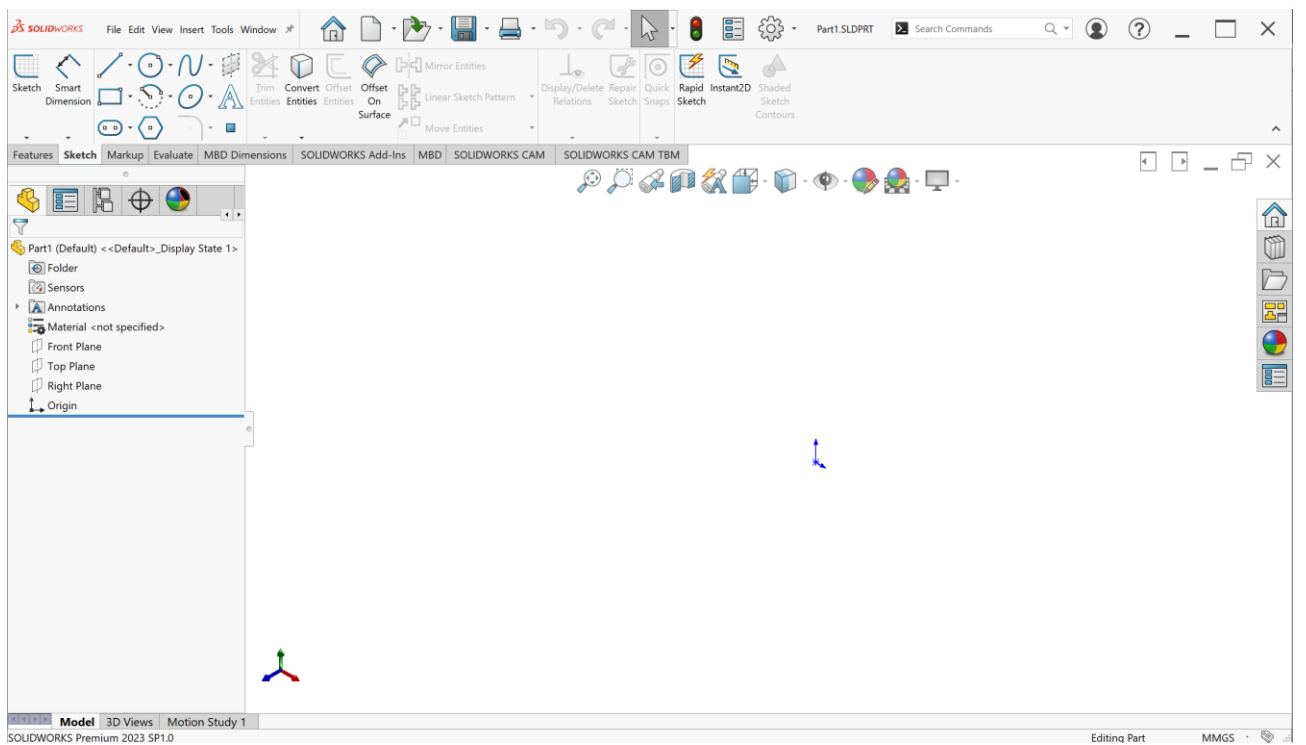 SOLIDWORKS File Edit View Insert Tools Window Part1.SLDPRT Search Commands ?
Sketch Smart Dimension Trim Entities Convert Entities Offset Entities Offset On Surface Mirror Entities Linear Sketch Pattern Move Entities Display/Delete Relations Repair Sketch Quick Snaps Rapid Sketch Instant2D Shaded Sketch Contours
Features Sketch Markup Evaluate MBD Dimensions SOLIDWORKS Add-Ins MBD SOLIDWORKS CAM SOLIDWORKS CAM TBM
Part1 (Default) <<Default>_Display State 1>
Folder
Sensors
Annotations
Material <not specified>
Front Plane
Top Plane
Right Plane
Origin
Model 3D Views Motion Study 1
SOLIDWORKS Premium 2023 SP1.0 Editing Part MMGS